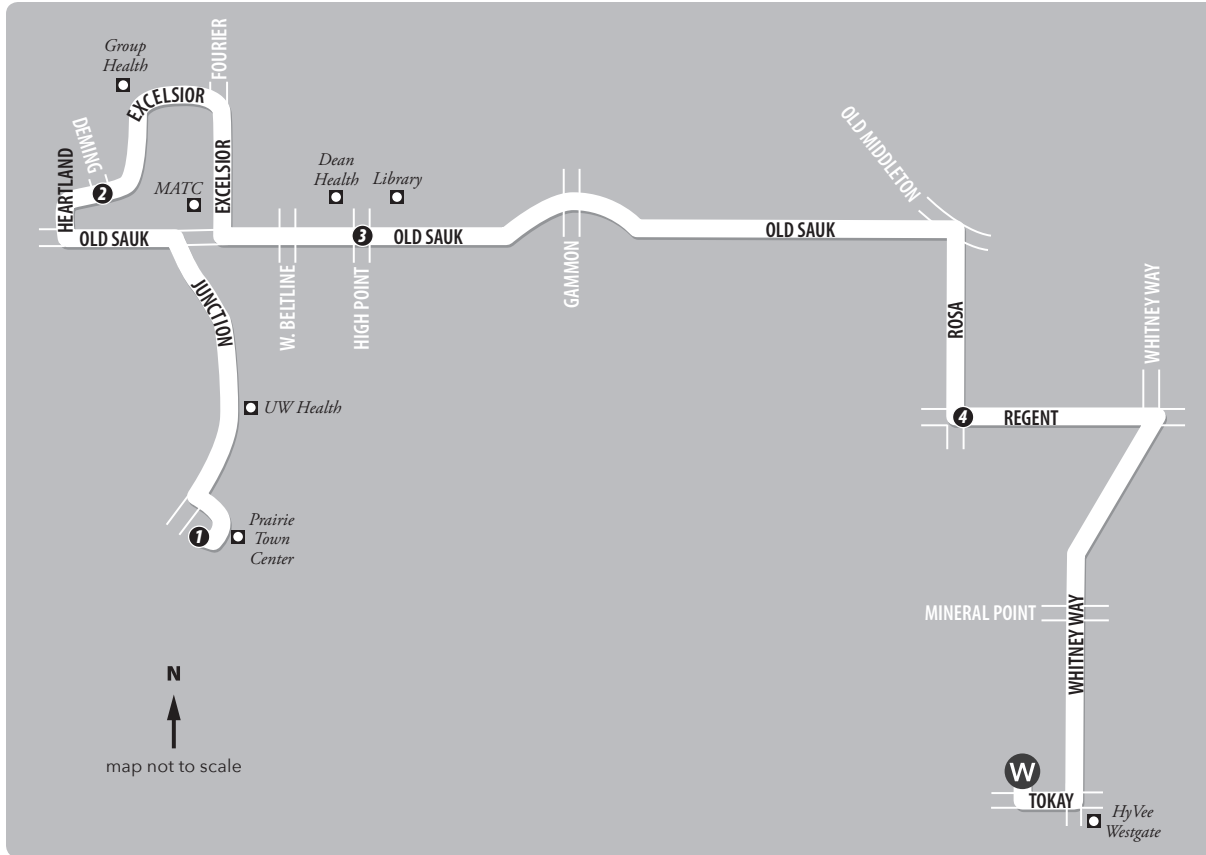 Group
Health
FOURIER
EXCELSIOR
DEMING
HEARTLAND
2
MATC
EXCELSIOR
Dean
Health
Library
OLD MIDDLETON
OLD SAUK
3
OLD SAUK
OLD SAUK
JUNCTION
W. BELTLINE
HIGH POINT
GAMMON
ROSA
WHITNEY WAY
UW Health
4
REGENT
1
Prairie
Town
Center
MINERAL POINT
WHITNEY WAY
N
map not to scale
W
TOKAY
HyVee
Westgate